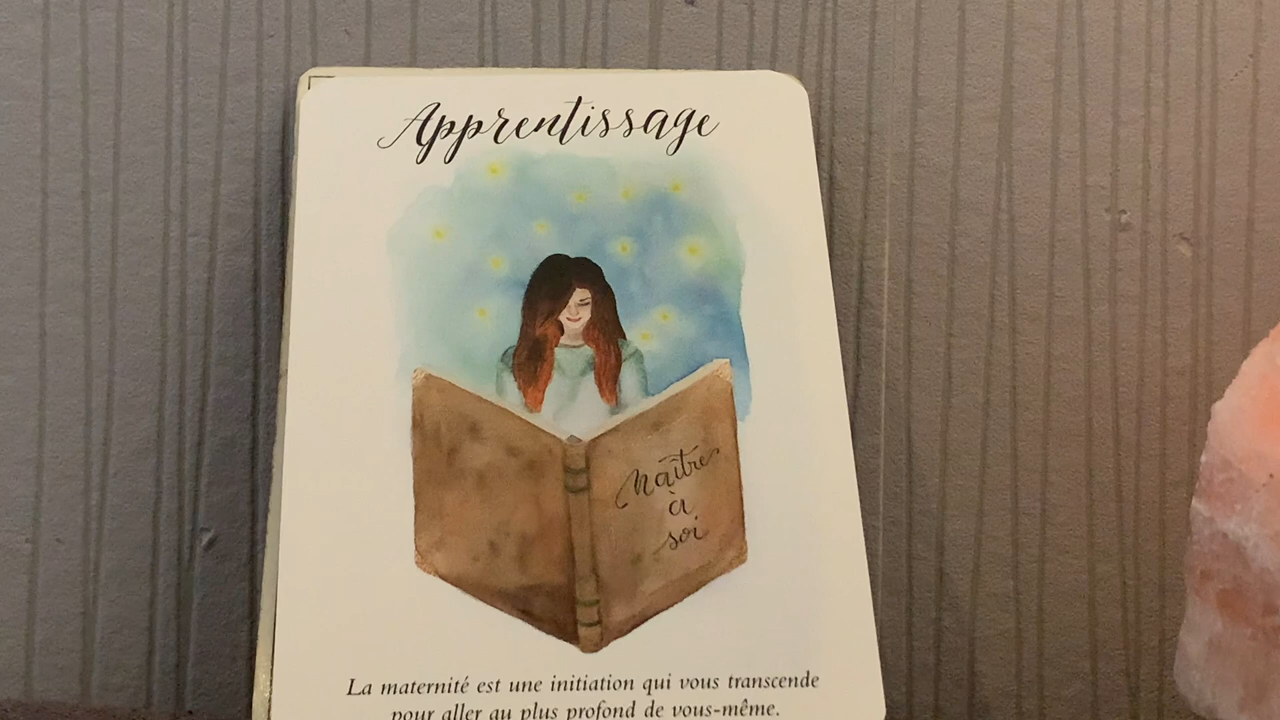 Apprentissage
Maître
à
soi
La maternité est une initiation qui vous transcende
pour aller au plus profond de vous-même.